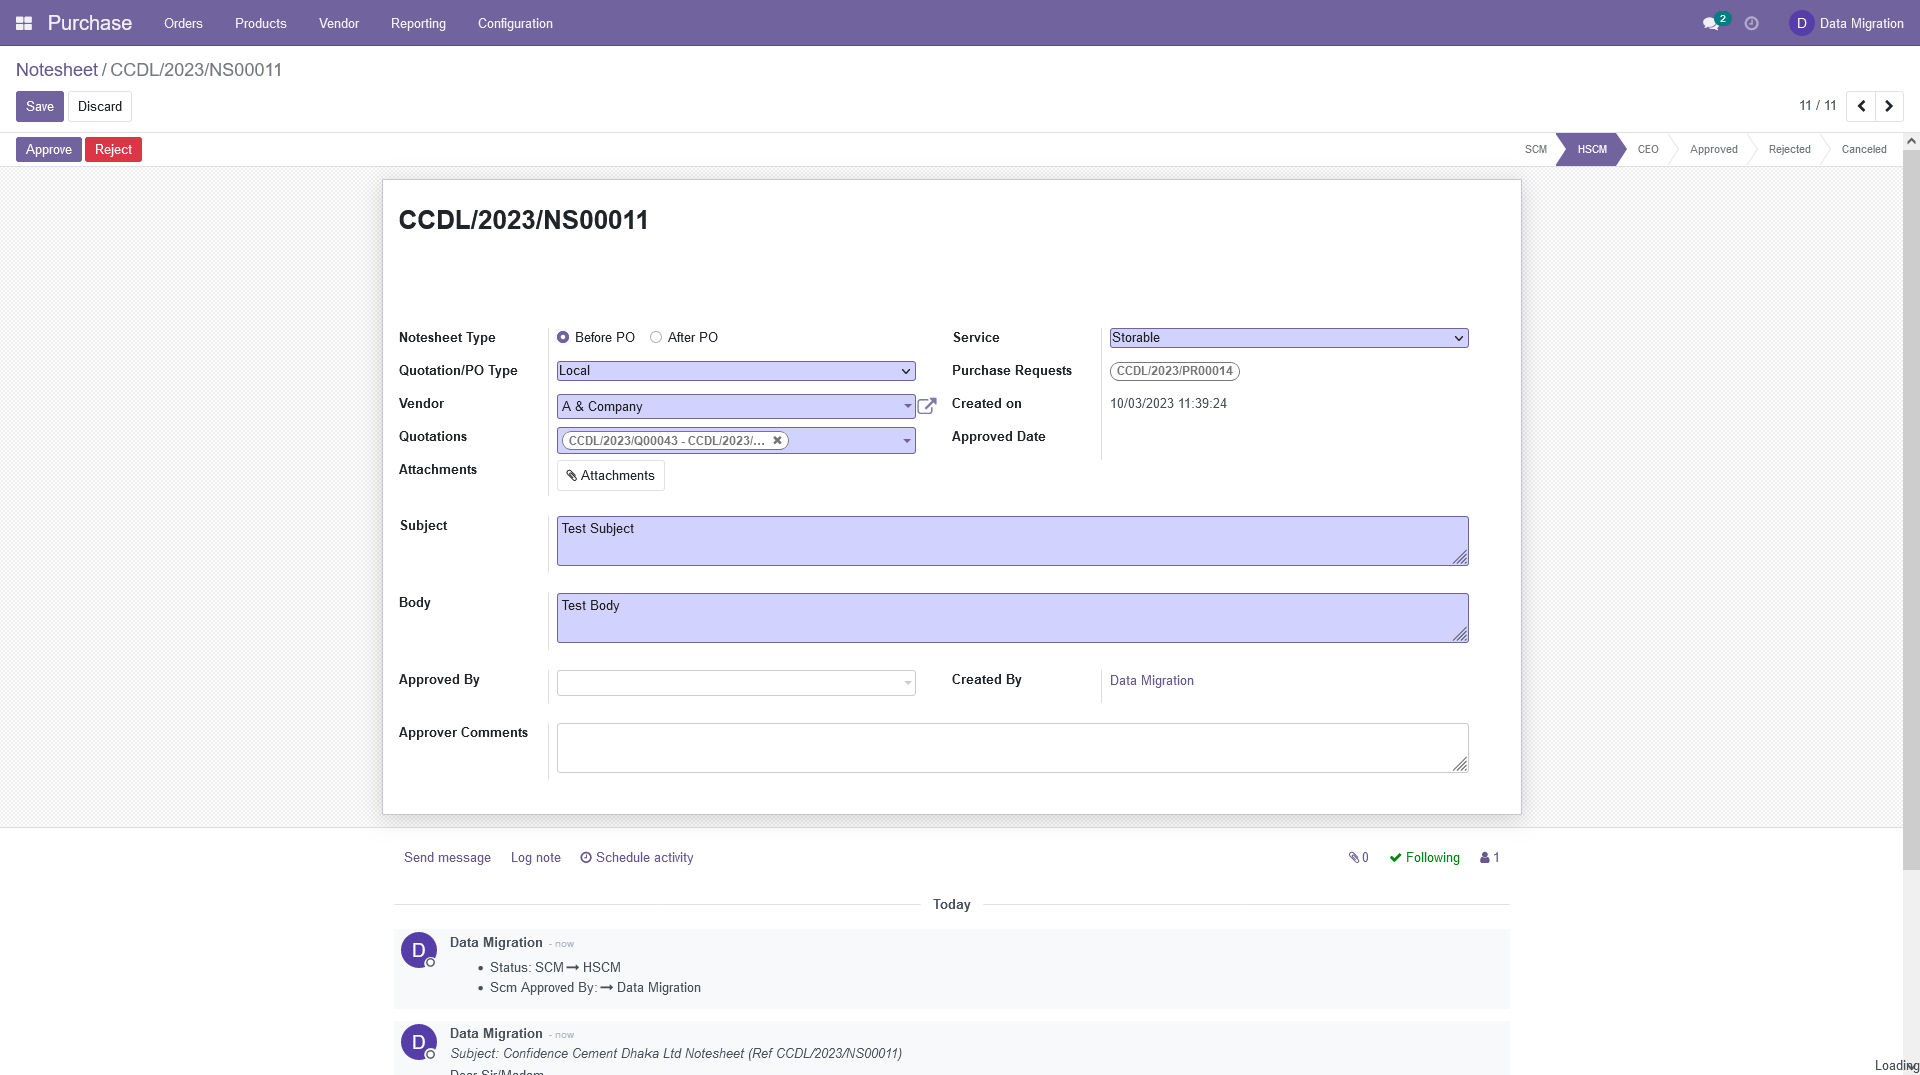 Purchase Orders Products Vendor Reporting Configuration 2 D Data Migration
Notesheet / CCDL/2023/NS00011
Save Discard 11 / 11
Approve Reject SCM HSCM CEO Approved Rejected Canceled
CCDL/2023/NS00011
Notesheet Type Before PO After PO Service Storable
Quotation/PO Type Local Purchase Requests CCDL/2023/PR00014
Vendor A & Company Created on 10/03/2023 11:39:24
Quotations CCDL/2023/Q00043 - CCDL/2023/... Approved Date
Attachments Attachments
Subject Test Subject
Body Test Body
Approved By Created By Data Migration
Approver Comments
Send message Log note Schedule activity 0 Following 1
Today
D Data Migration - now
Status: SCM → HSCM
Scm Approved By: → Data Migration
D Data Migration - now
Subject: Confidence Cement Dhaka Ltd Notesheet (Ref CCDL/2023/NS00011)
Dear Sir/Madam
Loading